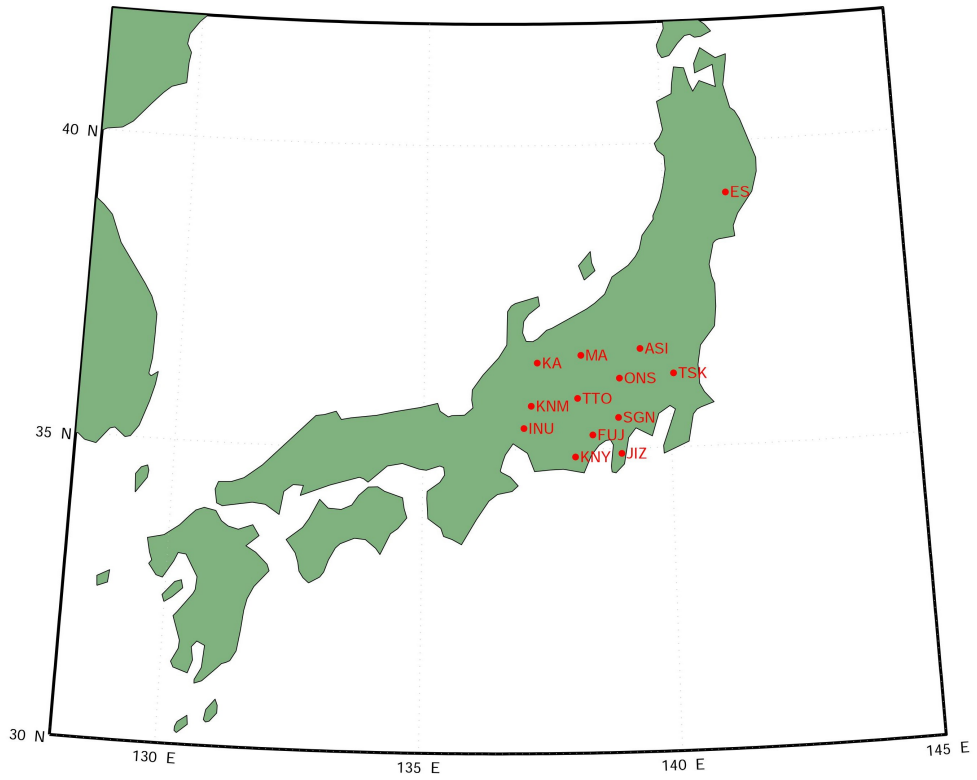 40 N
ES
ASI
MA
KA
TSK
ONS
TTO
KNM
SGN
INU
35 N
FUJ
JIZ
KNY
30 N
130 E
135 E
140 E
145 E